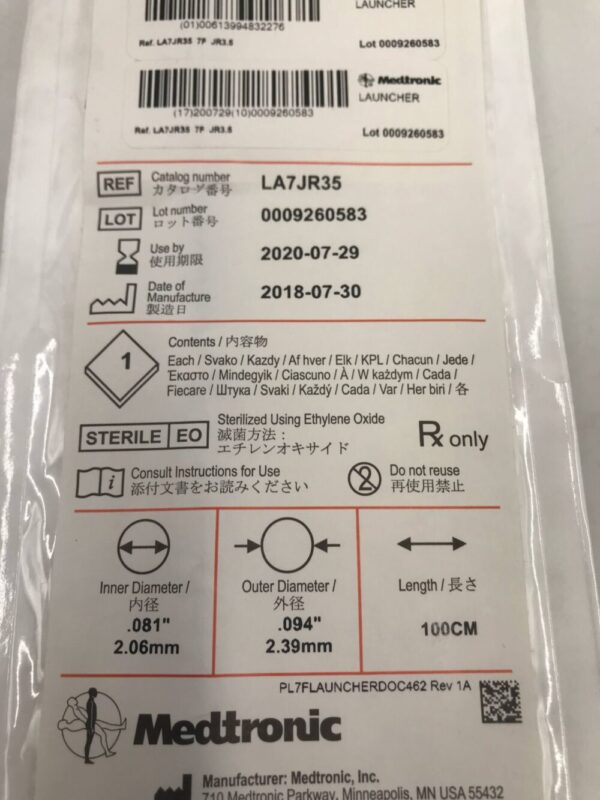 LAUNCHER
(01)00613994832276
Ref. LA7JR35 7F JR3.5
Lot 0009260583
Medtronic
LAUNCHER
(17)200729(10)0009260583
Ref. LA7JR35 7F JR3.5
Lot 0009260583
REF
Catalog number
カタログ番号
LA7JR35
LOT
Lot number
ロット番号
0009260583
Use by
使用期限
2020-07-29
Date of
Manufacture
製造日
2018-07-30
1
Contents / 内容物
Each / Svako / Kazdy / Af hver / Elk / KPL / Chacun / Jede /
Έκαστο / Mindegyik / Ciascuno / À / W każdym / Cada /
Fiecare / Штука / Svaki / Každý / Cada / Var / Her biri / 各
STERILE EO
Sterilized Using Ethylene Oxide
滅菌方法：
エチレンオキサイド
Rx only
i
Consult Instructions for Use
添付文書をお読みください
2
Do not reuse
再使用禁止
Inner Diameter /
内径
.081"
2.06mm
Outer Diameter /
外径
.094"
2.39mm
Length / 長さ
100CM
PL7FLAUNCHERDOC462 Rev 1A
Medtronic
Manufacturer: Medtronic, Inc.
710 Medtronic Parkway, Minneapolis, MN USA 55432